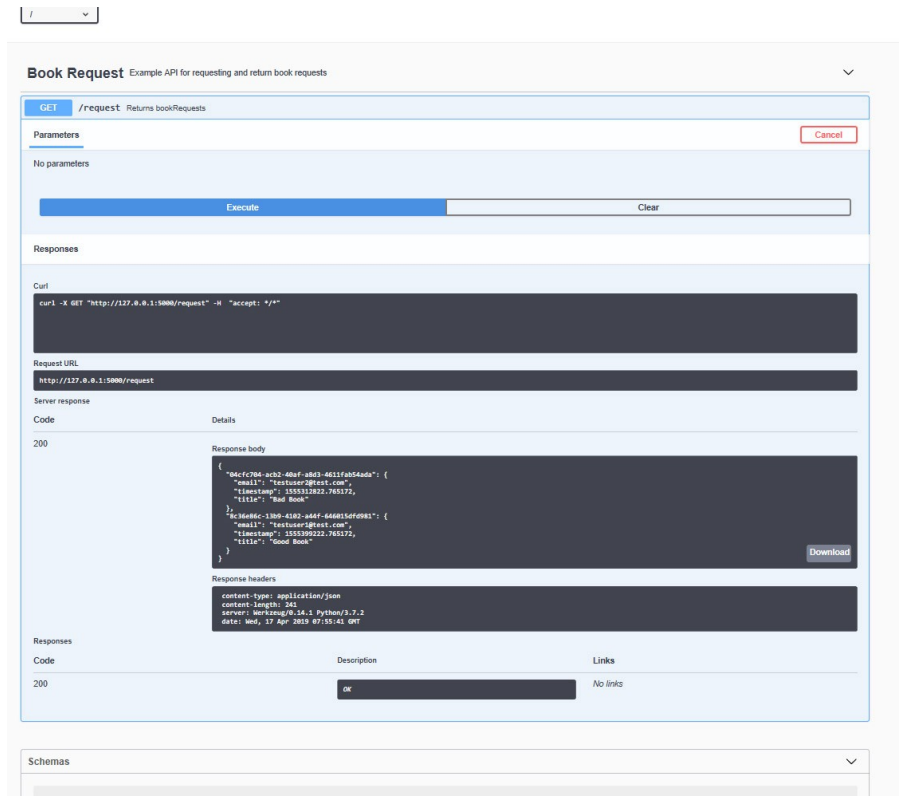 /
Book Request Example API for requesting and return book requests
GET /request Returns bookRequests
Parameters
Cancel
No parameters
Execute
Clear
Responses
Curl
curl -X GET "http://127.0.0.1:5000/request" -H  "accept: */*"
Request URL
http://127.0.0.1:5000/request
Server response
Code Details
200
Response body
{
"04cfc704-acb2-40af-a8d3-4611fab54ada": {
"email": "testuser2@test.com",
"timestamp": 1555312822.765172,
"title": "Bad Book"
},
"8c36e86c-13b9-4102-a44f-646015dfd981": {
"email": "testuser1@test.com",
"timestamp": 1555399222.765172,
"title": "Good Book"
}
}
Download
Response headers
content-type: application/json
content-length: 241
server: Werkzeug/0.14.1 Python/3.7.2
date: Wed, 17 Apr 2019 07:55:41 GMT
Responses
Code Description Links
200 OK No links
Schemas